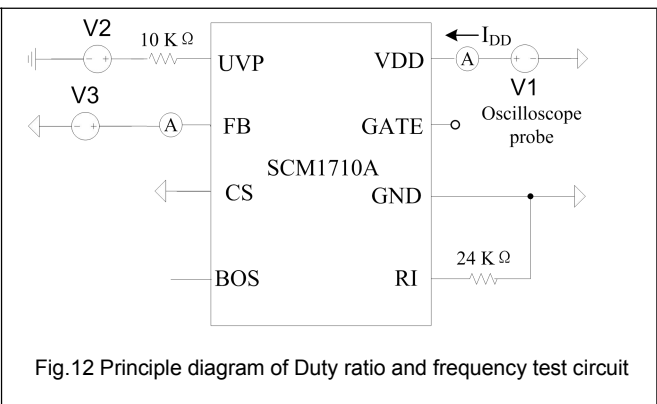 V2
10 K Ω
UVP
V3
A
FB
CS
BOS
SCM1710A
I_DD
VDD
A
V1
GATE
Oscilloscope
probe
GND
24 K Ω
RI
Fig.12 Principle diagram of Duty ratio and frequency test circuit